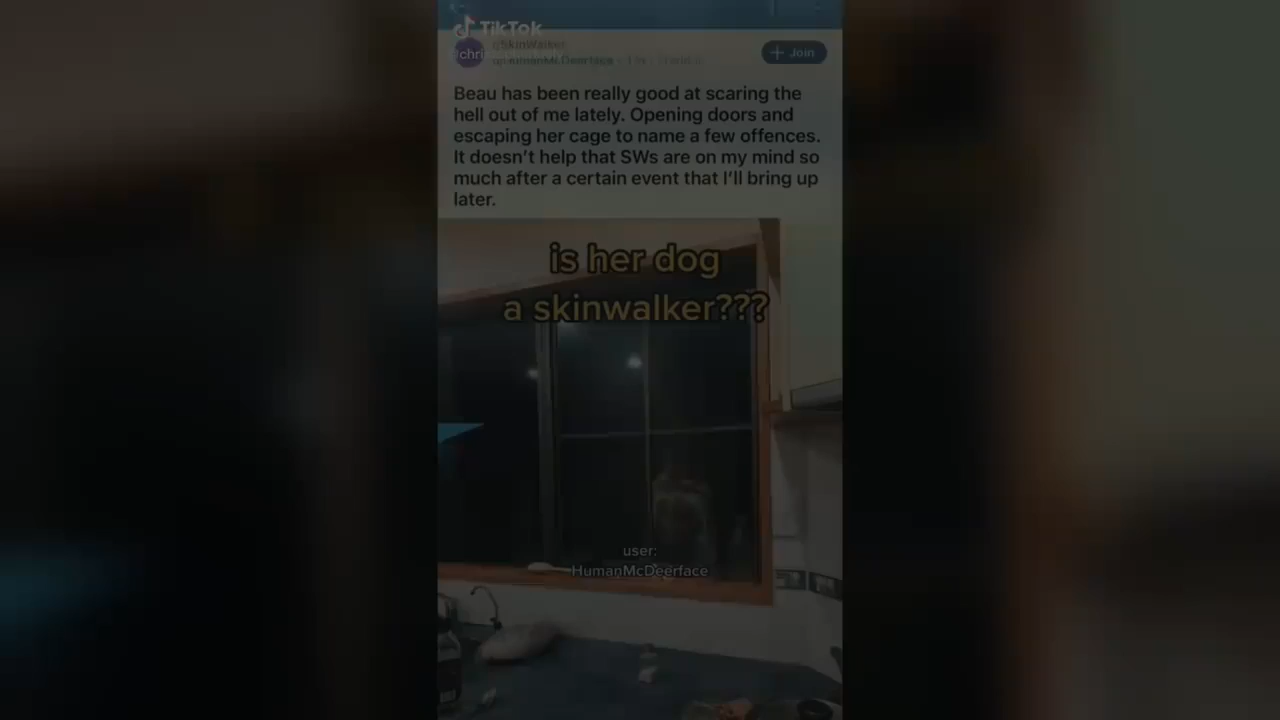 TikTok
Join
Beau has been really good at scaring the
hell out of me lately. Opening doors and
escaping her cage to name a few offences.
It doesn't help that SWs are on my mind so
much after a certain event that I'll bring up
later.
is her dog
a skinwalker???
user:
HumanMcDeerface